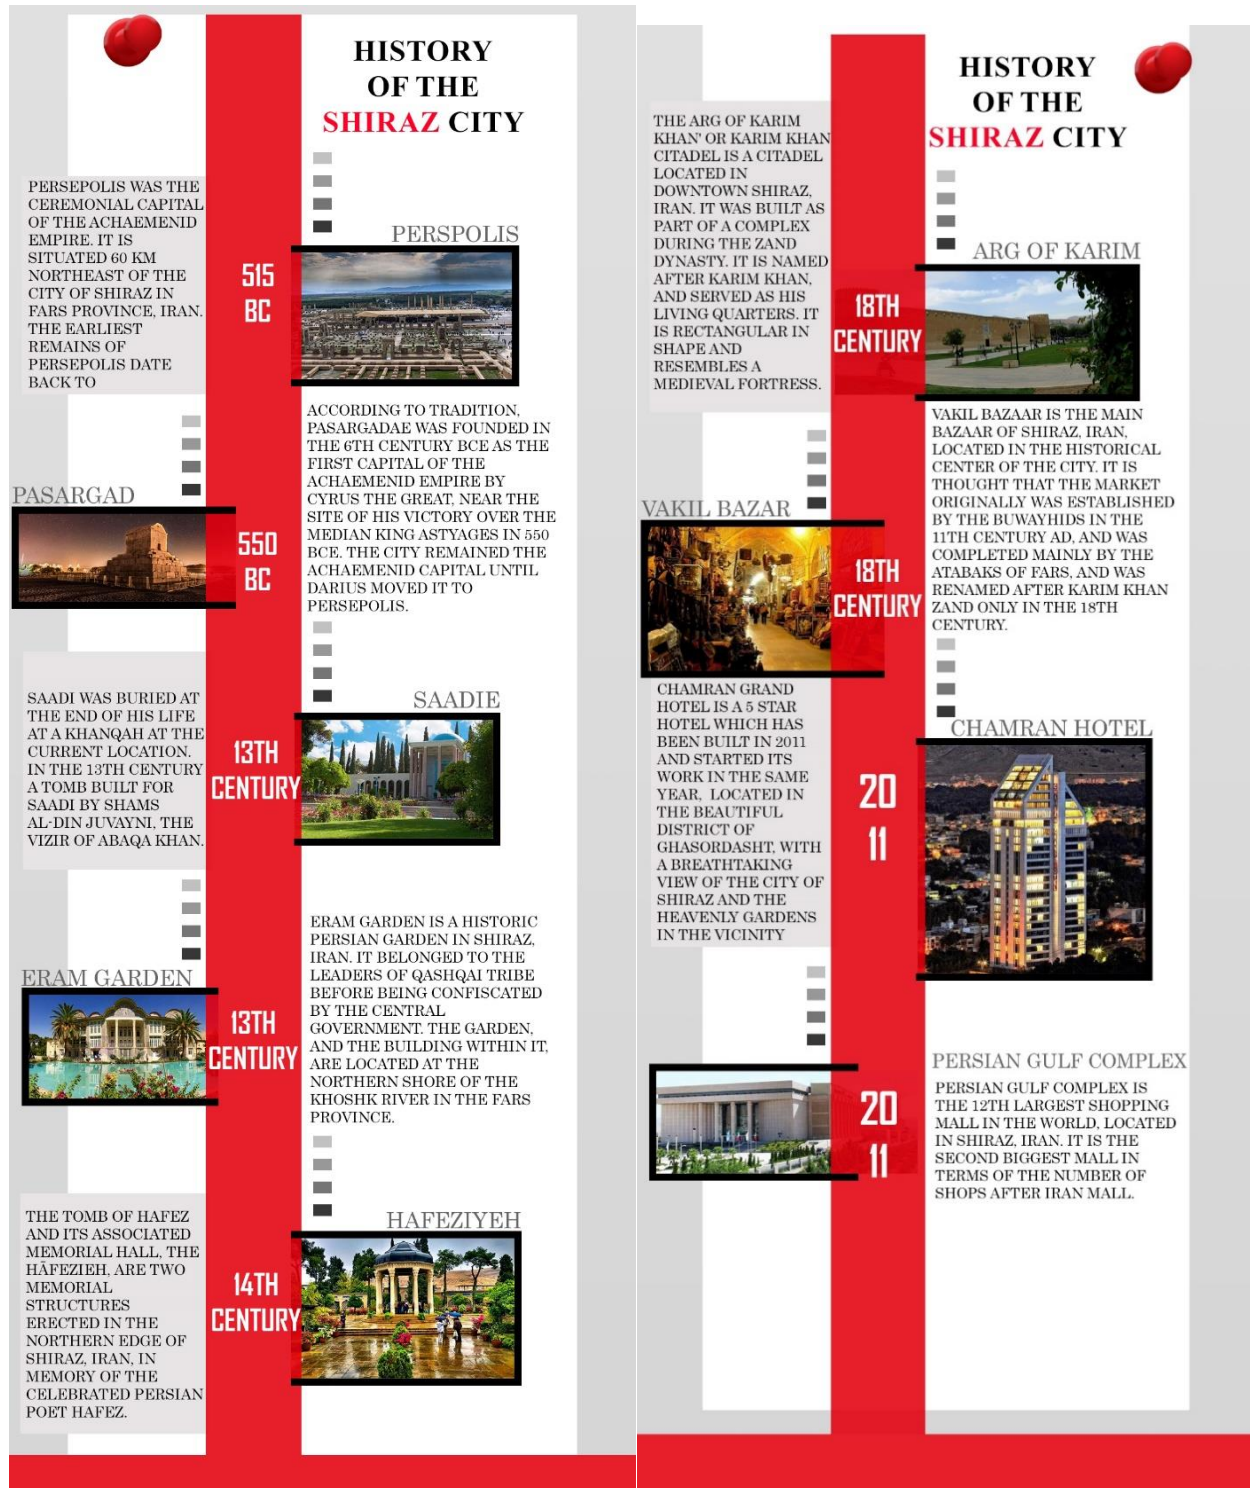 HISTORY
OF THE
SHIRAZ CITY
PERSPOLIS
515
BC
PERSEPOLIS WAS THE
CEREMONIAL CAPITAL
OF THE ACHAEMENID
EMPIRE. IT IS
SITUATED 60 KM
NORTHEAST OF THE
CITY OF SHIRAZ IN
FARS PROVINCE, IRAN.
THE EARLIEST
REMAINS OF
PERSEPOLIS DATE
BACK TO
PASARGAD
550
BC
ACCORDING TO TRADITION,
PASARGADAE WAS FOUNDED IN
THE 6TH CENTURY BCE AS THE
FIRST CAPITAL OF THE
ACHAEMENID EMPIRE BY
CYRUS THE GREAT, NEAR THE
SITE OF HIS VICTORY OVER THE
MEDIAN KING ASTYAGES IN 550
BCE. THE CITY REMAINED THE
ACHAEMENID CAPITAL UNTIL
DARIUS MOVED IT TO
PERSEPOLIS.
SAADIE
13TH
CENTURY
SAADI WAS BURIED AT
THE END OF HIS LIFE
AT A KHANQAH AT THE
CURRENT LOCATION.
IN THE 13TH CENTURY
A TOMB BUILT FOR
SAADI BY SHAMS
AL-DIN JUVAYNI, THE
VIZIR OF ABAQA KHAN.
ERAM GARDEN
13TH
CENTURY
ERAM GARDEN IS A HISTORIC
PERSIAN GARDEN IN SHIRAZ,
IRAN. IT BELONGED TO THE
LEADERS OF QASHQAI TRIBE
BEFORE BEING CONFISCATED
BY THE CENTRAL
GOVERNMENT. THE GARDEN,
AND THE BUILDING WITHIN IT,
ARE LOCATED AT THE
NORTHERN SHORE OF THE
KHOSHK RIVER IN THE FARS
PROVINCE.
HAFEZIYEH
14TH
CENTURY
THE TOMB OF HAFEZ
AND ITS ASSOCIATED
MEMORIAL HALL, THE
HĀFEZIEH, ARE TWO
MEMORIAL
STRUCTURES
ERECTED IN THE
NORTHERN EDGE OF
SHIRAZ, IRAN, IN
MEMORY OF THE
CELEBRATED PERSIAN
POET HAFEZ.
HISTORY
OF THE
SHIRAZ CITY
ARG OF KARIM
18TH
CENTURY
THE ARG OF KARIM
KHAN' OR KARIM KHAN
CITADEL IS A CITADEL
LOCATED IN
DOWNTOWN SHIRAZ,
IRAN. IT WAS BUILT AS
PART OF A COMPLEX
DURING THE ZAND
DYNASTY. IT IS NAMED
AFTER KARIM KHAN,
AND SERVED AS HIS
LIVING QUARTERS. IT
IS RECTANGULAR IN
SHAPE AND
RESEMBLES A
MEDIEVAL FORTRESS.
VAKIL BAZAR
18TH
CENTURY
VAKIL BAZAAR IS THE MAIN
BAZAAR OF SHIRAZ, IRAN,
LOCATED IN THE HISTORICAL
CENTER OF THE CITY. IT IS
THOUGHT THAT THE MARKET
ORIGINALLY WAS ESTABLISHED
BY THE BUWAYHIDS IN THE
11TH CENTURY AD, AND WAS
COMPLETED MAINLY BY THE
ATABAKS OF FARS, AND WAS
RENAMED AFTER KARIM KHAN
ZAND ONLY IN THE 18TH
CENTURY.
CHAMRAN HOTEL
20
11
CHAMRAN GRAND
HOTEL IS A 5 STAR
HOTEL WHICH HAS
BEEN BUILT IN 2011
AND STARTED ITS
WORK IN THE SAME
YEAR, LOCATED IN
THE BEAUTIFUL
DISTRICT OF
GHASORDASHT, WITH
A BREATHTAKING
VIEW OF THE CITY OF
SHIRAZ AND THE
HEAVENLY GARDENS
IN THE VICINITY
PERSIAN GULF COMPLEX
20
11
PERSIAN GULF COMPLEX IS
THE 12TH LARGEST SHOPPING
MALL IN THE WORLD, LOCATED
IN SHIRAZ, IRAN. IT IS THE
SECOND BIGGEST MALL IN
TERMS OF THE NUMBER OF
SHOPS AFTER IRAN MALL.